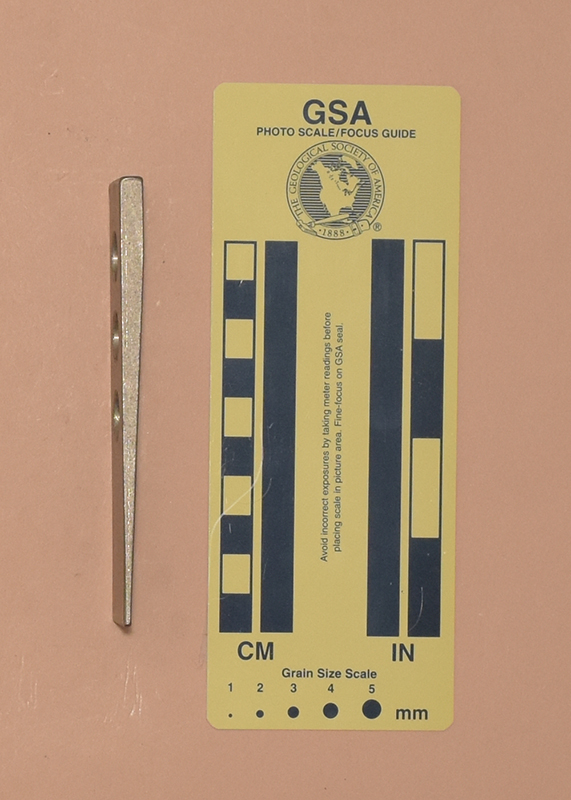 GSA
PHOTO SCALE/FOCUS GUIDE
THE GEOLOGICAL SOCIETY OF AMERICA
·1888·
®
Avoid incorrect exposures by taking meter readings before
placing scale in picture area. Fine-focus on GSA seal.
CM
IN
Grain Size Scale
1 2 3 4 5
mm